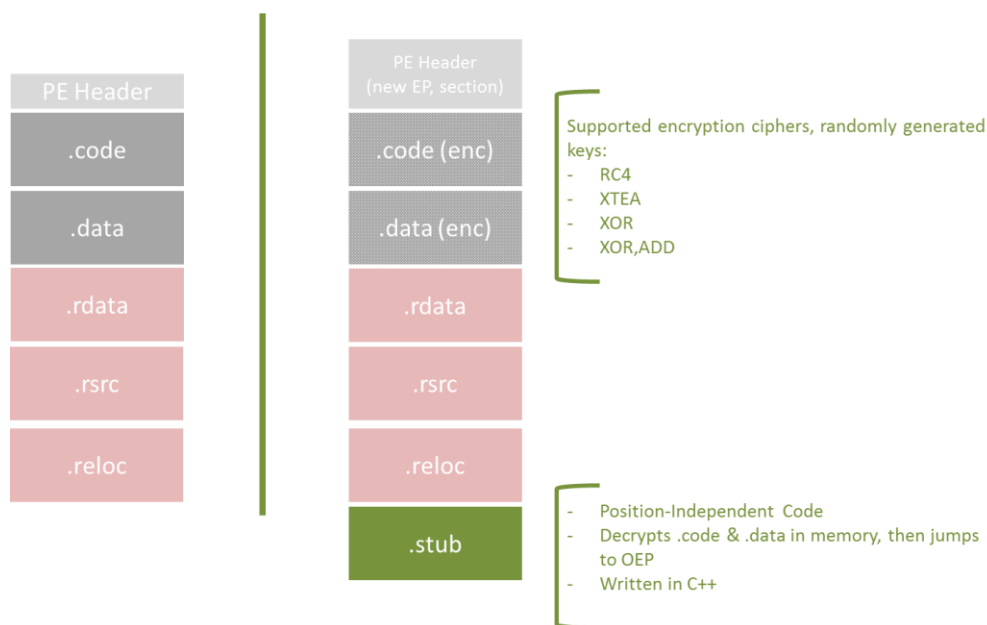 PE Header
.code
.data
.rdata
.rsrc
.reloc
PE Header
(new EP, section)
.code (enc)
.data (enc)
.rdata
.rsrc
.reloc
.stub
Supported encryption ciphers, randomly generated
keys:
- RC4
- XTEA
- XOR
- XOR,ADD
- Position-Independent Code
- Decrypts .code & .data in memory, then jumps
to OEP
- Written in C++